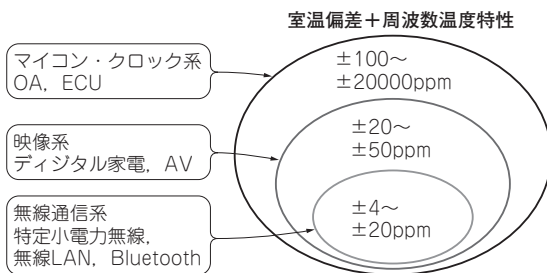 室温偏差＋周波数温度特性
マイコン・クロック系
OA，ECU
±100～
±20000ppm
映像系
ディジタル家電，AV
±20～
±50ppm
無線通信系
特定小電力無線，
無線LAN，Bluetooth
±4～
±20ppm